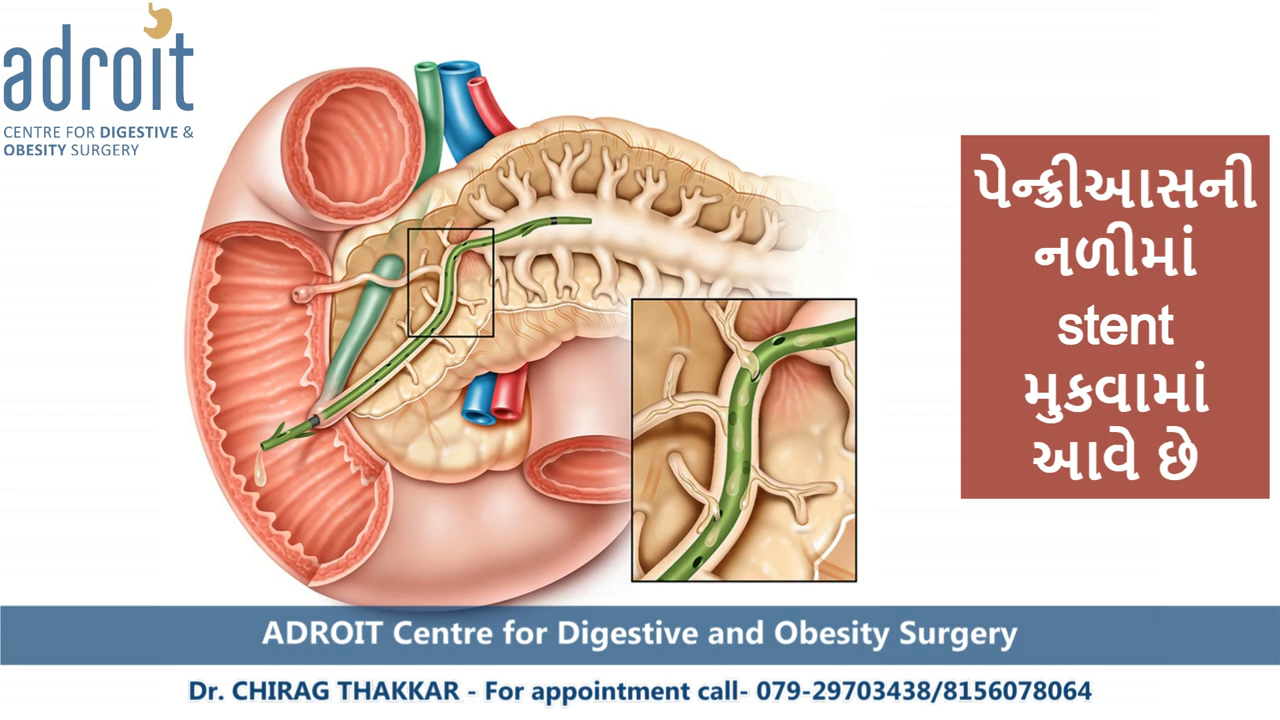 adroit
CENTRE FOR DIGESTIVE &
OBESITY SURGERY
પેન્ક્રીઆસની
નળીમાં
stent
મુકવામાં
આવે છે
ADROIT Centre for Digestive and Obesity Surgery
Dr. CHIRAG THAKKAR - For appointment call- 079-29703438/8156078064